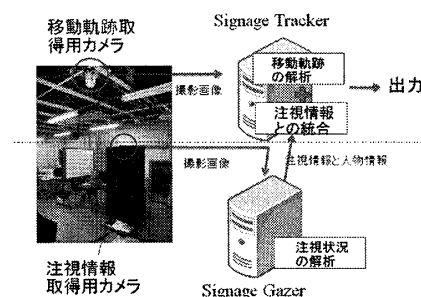 移動軌跡取
得用カメラ
Signage Tracker
移動軌跡
の解析
撮影画像
出力
注視情報
との統合
撮影画像
注視情報と人物情報
注視状況
の解析
注視情報
取得用カメラ
Signage Gazer